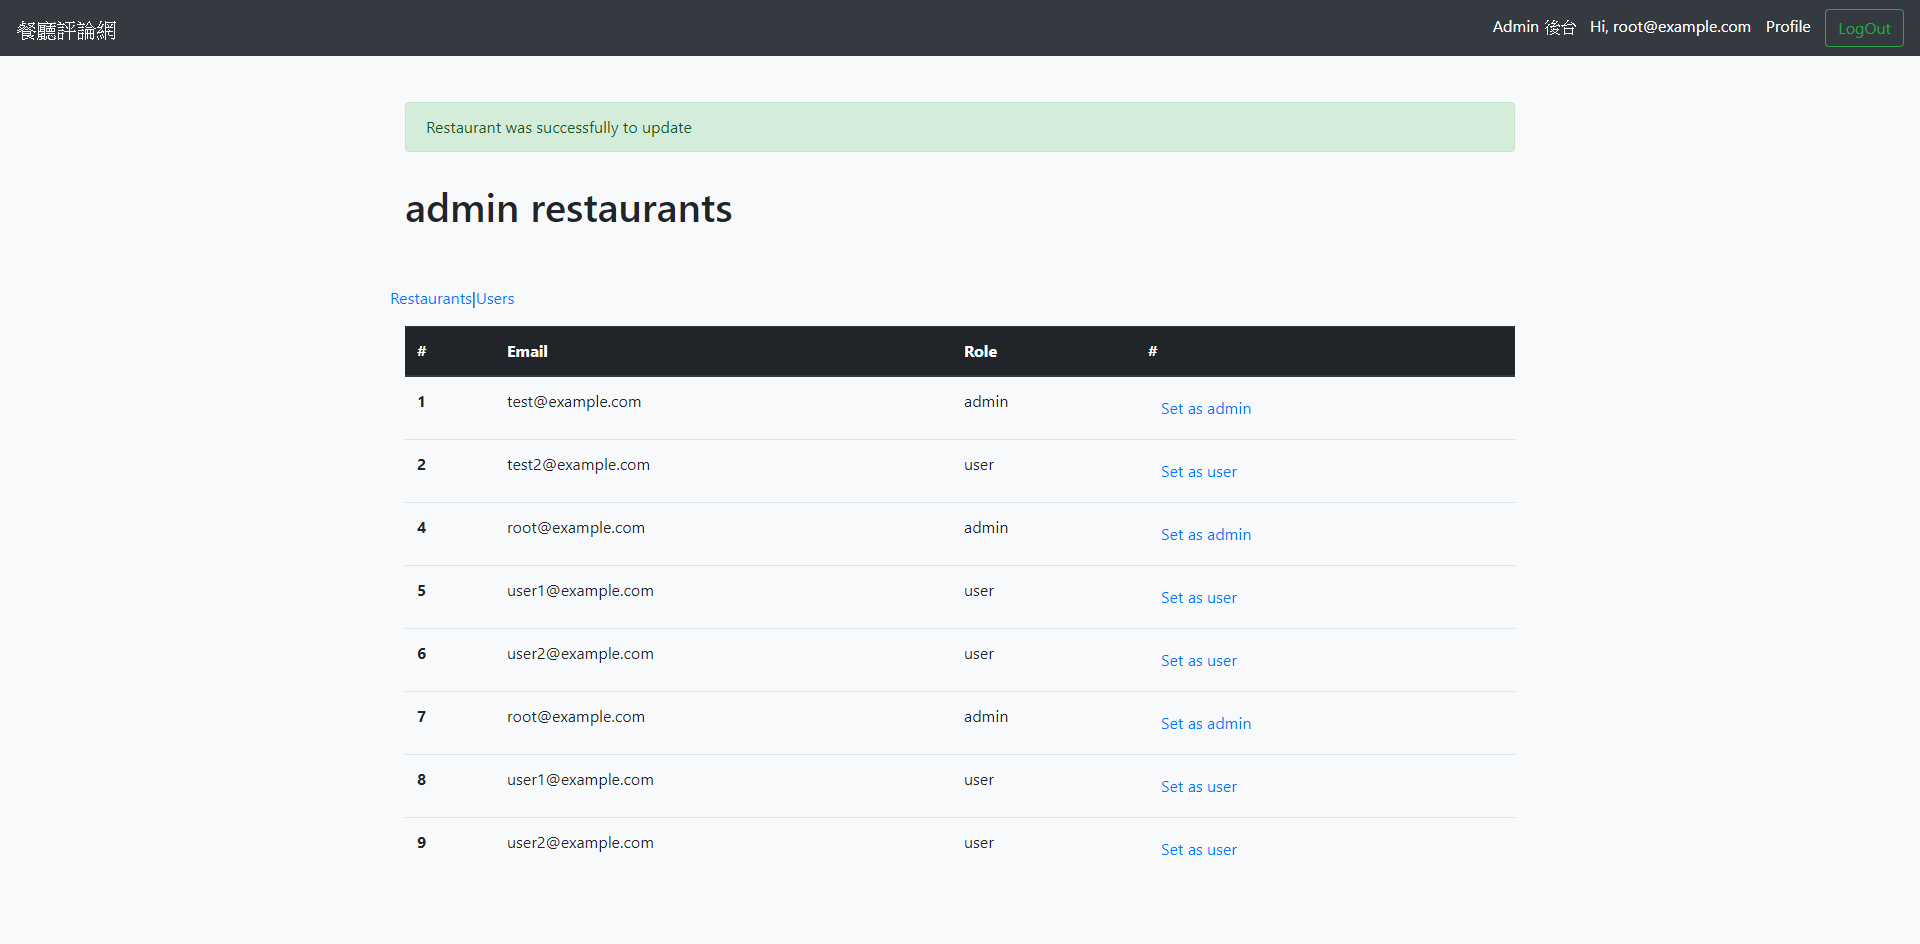 餐廳評論網 Admin 後台 Hi, root@example.com Profile LogOut
Restaurant was successfully to update
admin restaurants
Restaurants|Users
# Email Role #
1 test@example.com admin Set as admin
2 test2@example.com user Set as user
4 root@example.com admin Set as admin
5 user1@example.com user Set as user
6 user2@example.com user Set as user
7 root@example.com admin Set as admin
8 user1@example.com user Set as user
9 user2@example.com user Set as user